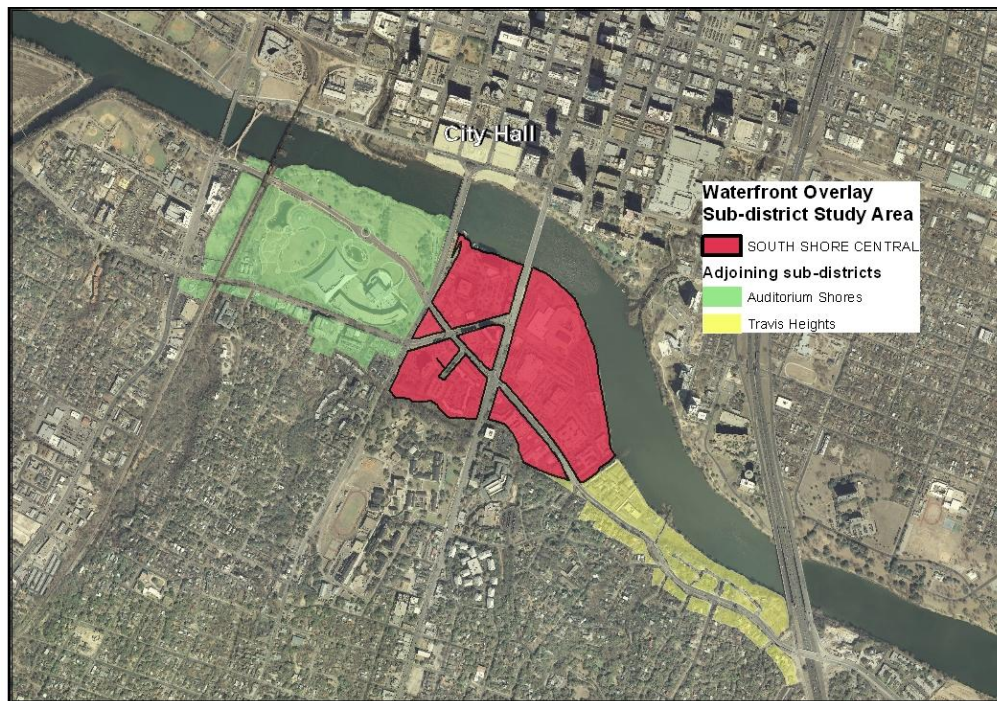 City Hall
Waterfront Overlay
Sub-district Study Area
SOUTH SHORE CENTRAL
Adjoining sub-districts
Auditorium Shores
Travis Heights